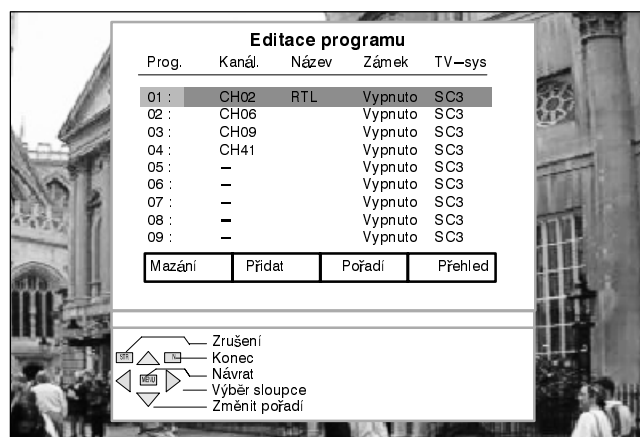 Editace programu
Prog. Kanál. Název Zámek TV–sys
01 : CH02 RTL Vypnuto SC3
02 : CH06 Vypnuto SC3
03 : CH09 Vypnuto SC3
04 : CH41 Vypnuto SC3
05 : – Vypnuto SC3
06 : – Vypnuto SC3
07 : – Vypnuto SC3
08 : – Vypnuto SC3
09 : – Vypnuto SC3
Mazání Přidat Pořadí Přehled
Zrušení
STR N Konec
Návrat
MENU Výběr sloupce
Změnit pořadí